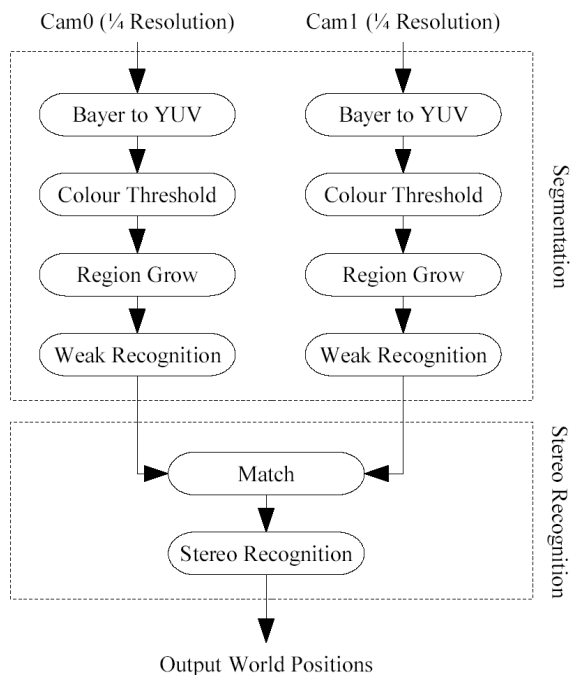 Cam0 (¼ Resolution)
Cam1 (¼ Resolution)
Bayer to YUV
Bayer to YUV
Colour Threshold
Colour Threshold
Region Grow
Region Grow
Weak Recognition
Weak Recognition
Segmentation
Match
Stereo Recognition
Stereo Recognition
Output World Positions